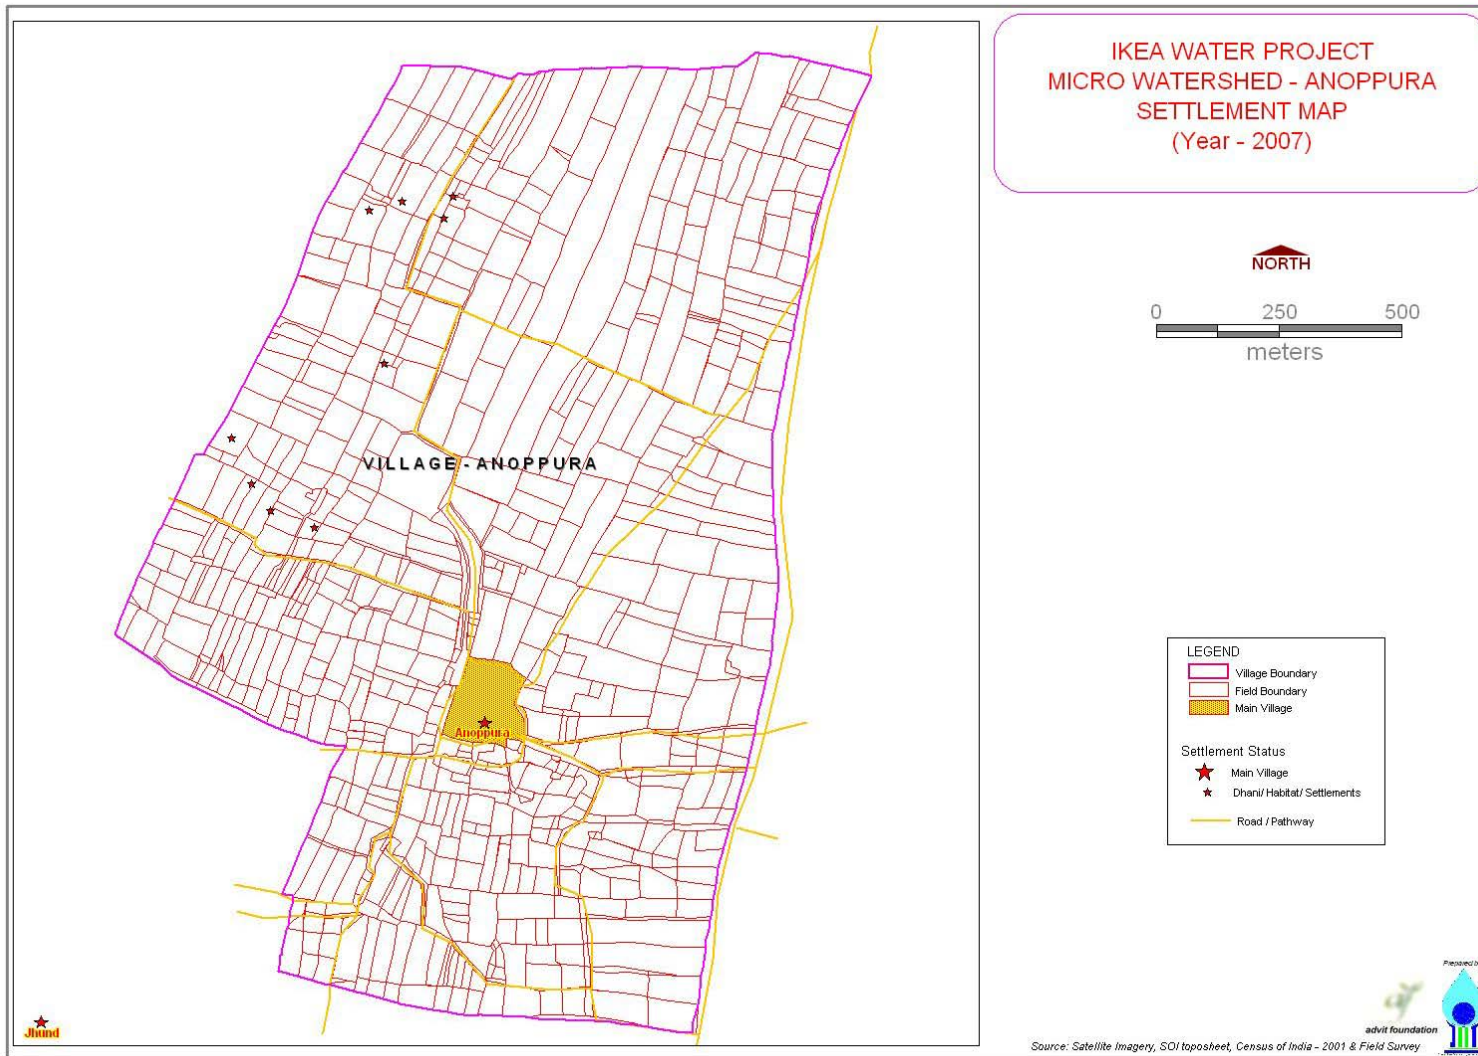 IKEA WATER PROJECT
MICRO WATERSHED - ANOPPURA
SETTLEMENT MAP
(Year - 2007)
NORTH
0 250 500
meters
VILLAGE - ANOPPURA
Anoppura
Jhund
LEGEND
Village Boundary
Field Boundary
Main Village
Settlement Status
Main Village
Dhani/ Habitat/ Settlements
Road / Pathway
Prepared by
advit foundation
Source: Satellite Imagery, SOI toposheet, Census of India - 2001 & Field Survey